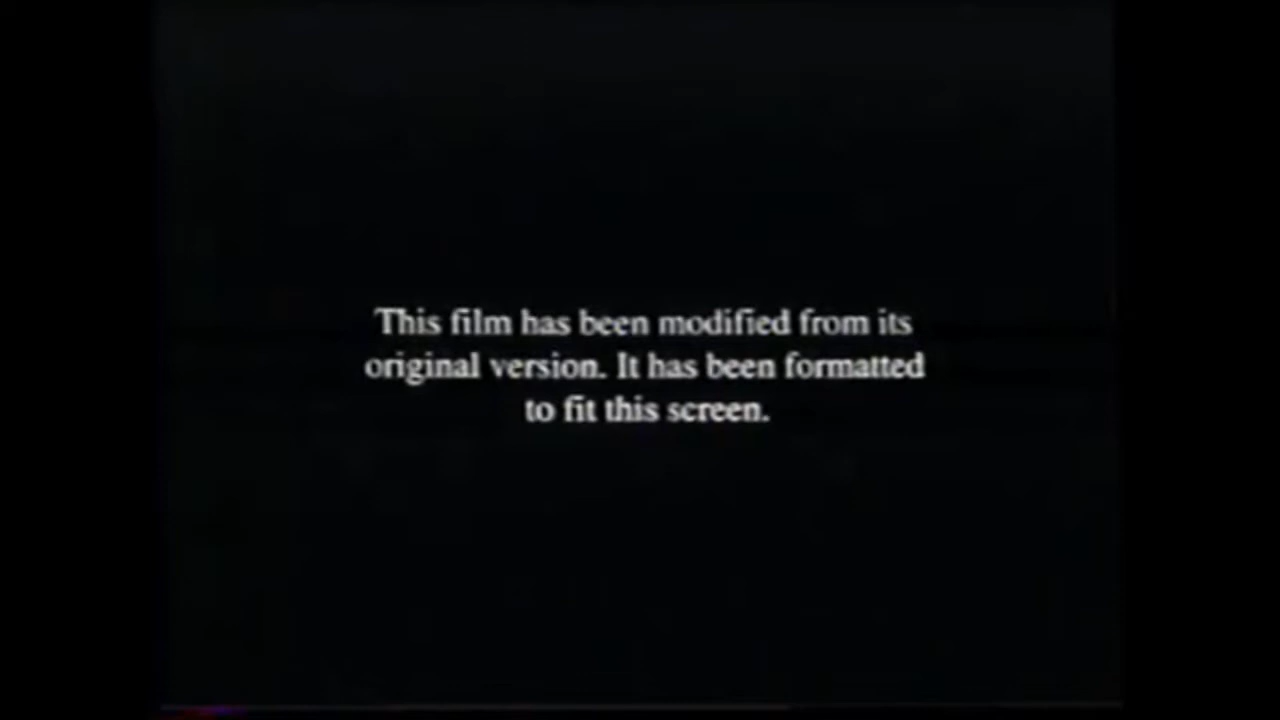 This film has been modified from its
original version. It has been formatted
to fit this screen.